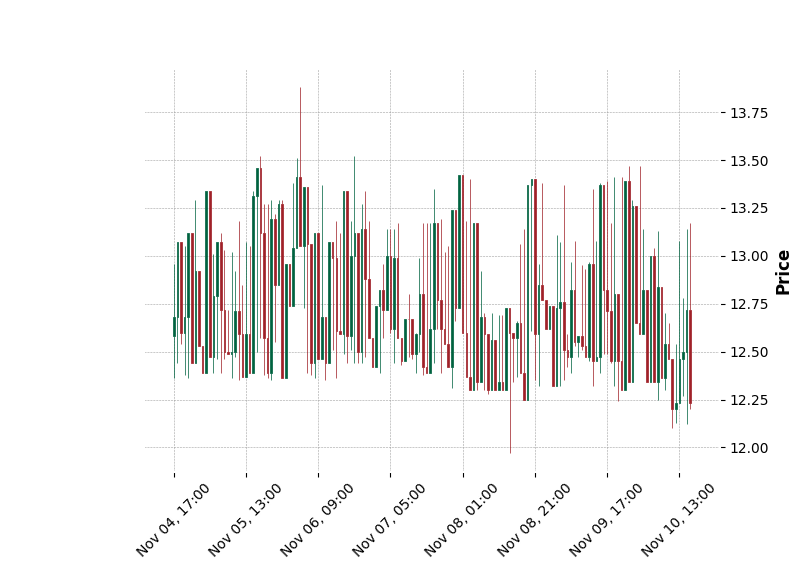 13.75
13.50
13.25
13.00
12.75
12.50
12.25
12.00
Price
Nov 04, 17:00
Nov 05, 13:00
Nov 06, 09:00
Nov 07, 05:00
Nov 08, 01:00
Nov 08, 21:00
Nov 09, 17:00
Nov 10, 13:00